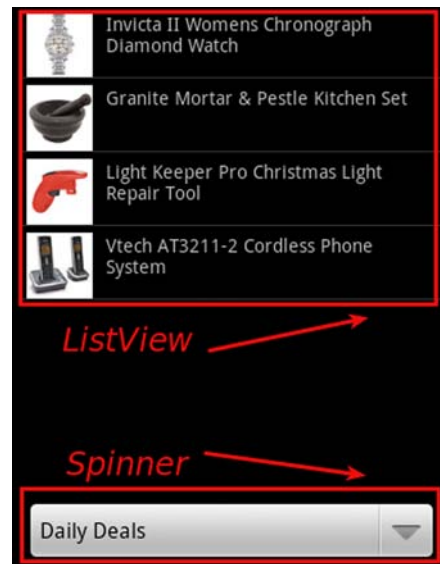 Invicta II Womens Chronograph
Diamond Watch
Granite Mortar & Pestle Kitchen Set
Light Keeper Pro Christmas Light
Repair Tool
Vtech AT3211-2 Cordless Phone
System
ListView
Spinner
Daily Deals